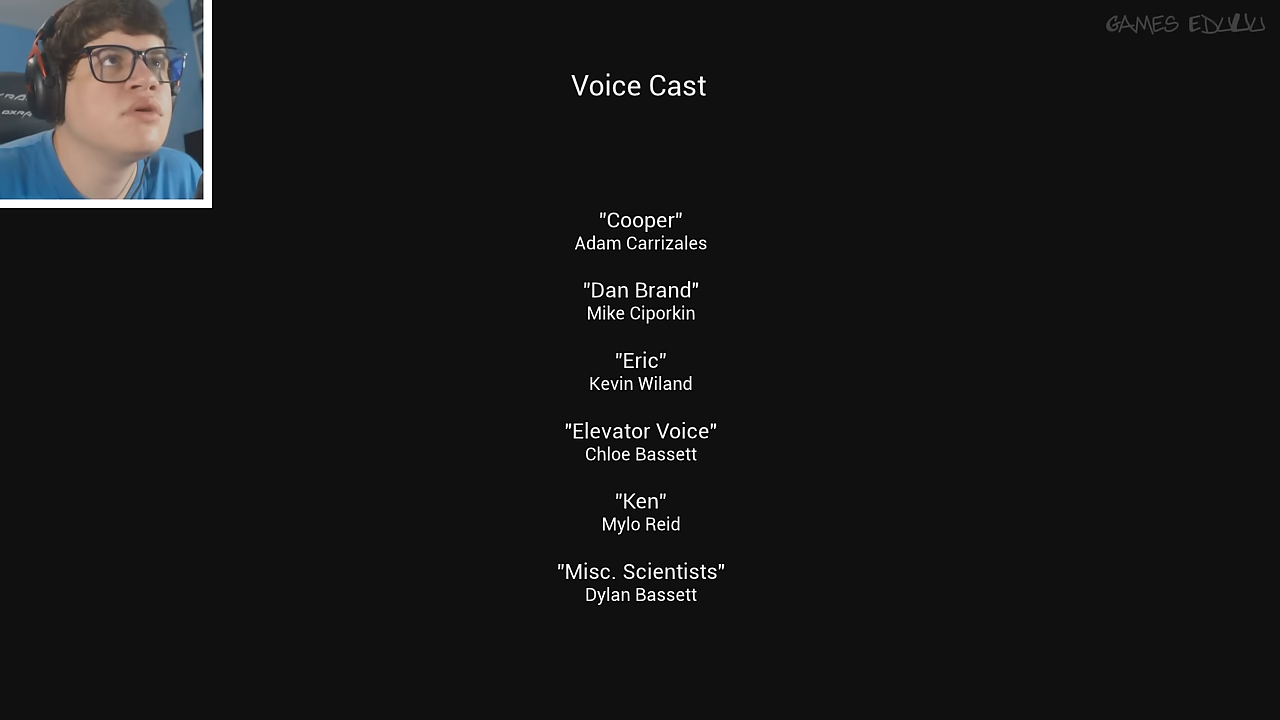 GAMES EDUUU
Voice Cast
"Cooper"
Adam Carrizales
"Dan Brand"
Mike Ciporkin
"Eric"
Kevin Wiland
"Elevator Voice"
Chloe Bassett
"Ken"
Mylo Reid
"Misc. Scientists"
Dylan Bassett